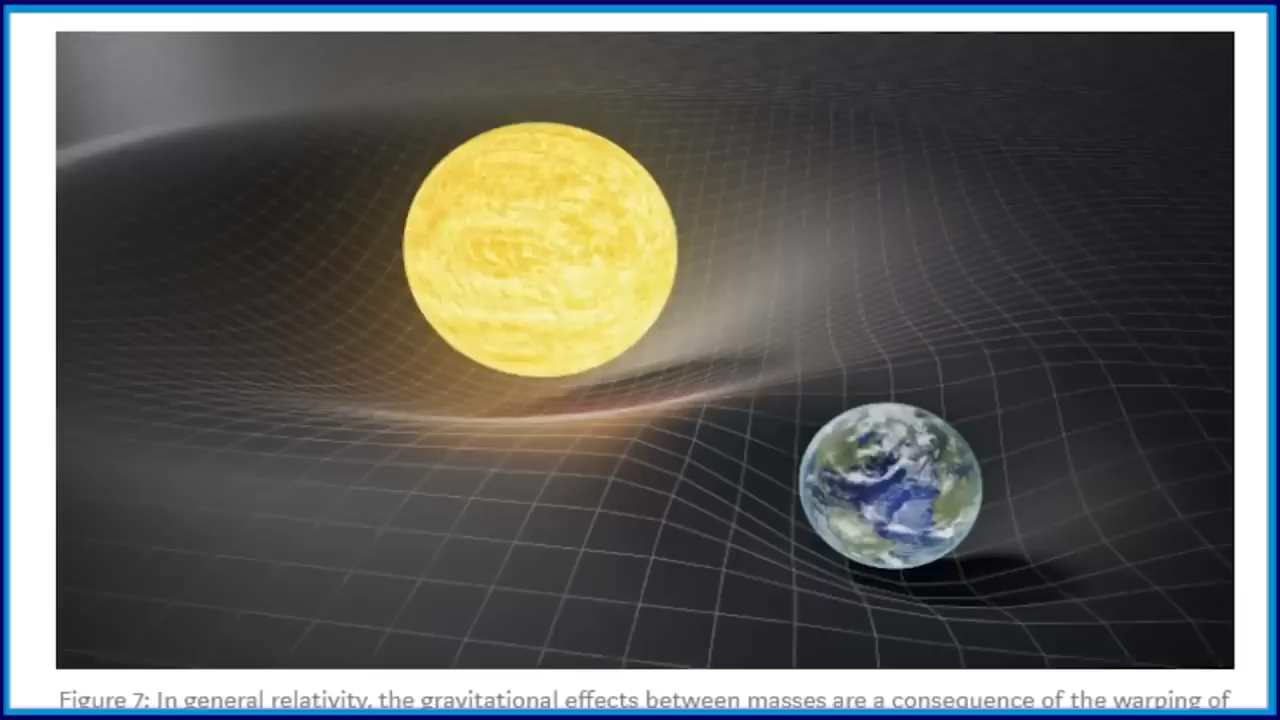 Figure 7: In general relativity, the gravitational effects between masses are a consequence of the warping of